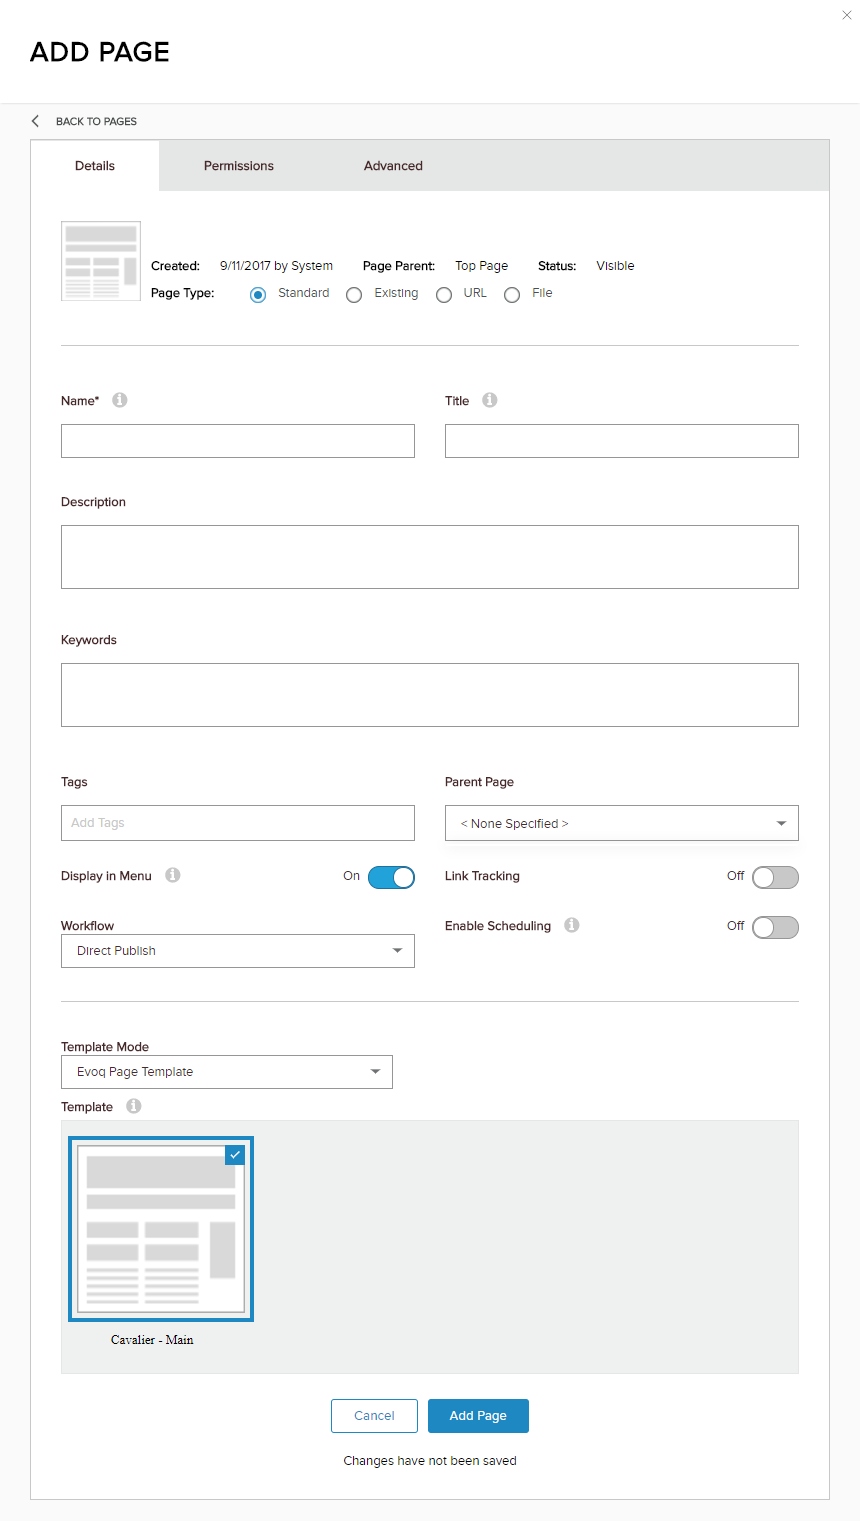 ADD PAGE
BACK TO PAGES
Details Permissions Advanced
Created: 9/11/2017 by System Page Parent: Top Page Status: Visible
Page Type: Standard Existing URL File
Name* Title
Description
Keywords
Tags Parent Page
Add Tags < None Specified >
Display in Menu On Link Tracking Off
Workflow Enable Scheduling Off
Direct Publish
Template Mode
Evoq Page Template
Template
Cavalier - Main
Cancel Add Page
Changes have not been saved